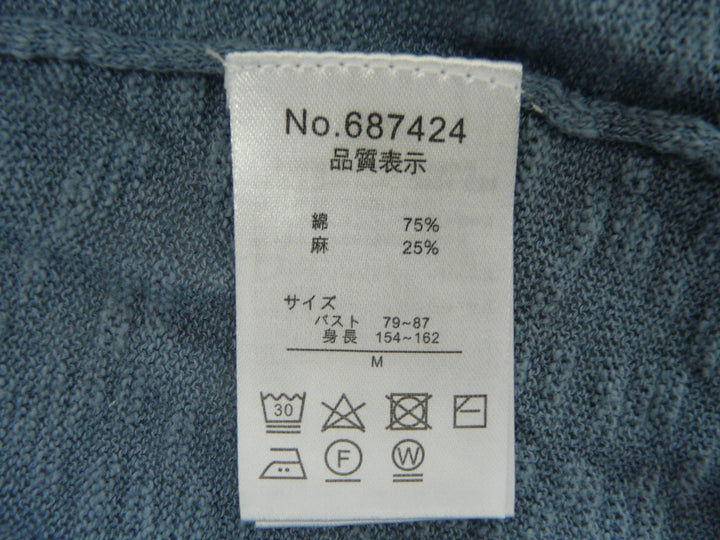 No.687424
品質表示
綿 75%
麻 25%
サイズ
バスト 79~87
身長 154~162
M
30
F
W